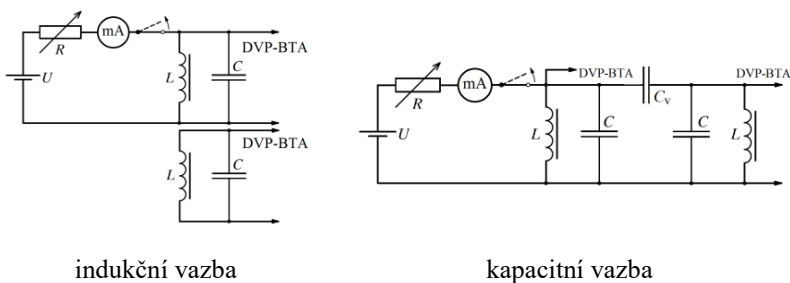 mA
R
DVP-BTA
U
L
C
DVP-BTA
L
C
mA
R
DVP-BTA
DVP-BTA
Cv
U
L
C
C
L
indukční vazba
kapacitní vazba